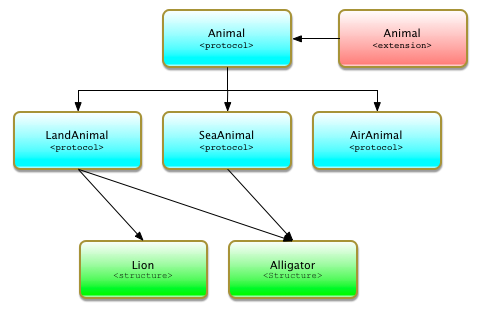 Animal
<protocol>
Animal
<extension>
LandAnimal
<protocol>
SeaAnimal
<protocol>
AirAnimal
<protocol>
Lion
<structure>
Alligator
<Structure>